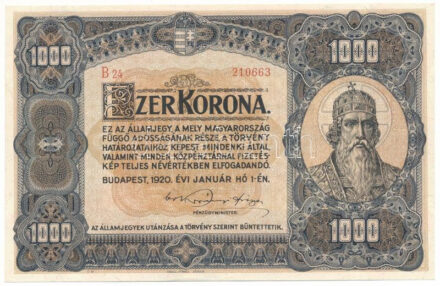 1000
1000
B 24
210663
EZER KORONA.
EZ AZ ÁLLAMJEGY A MELY MAGYARORSZÁG
FÜGGŐ ADÓSSÁGÁNAK RÉSZE, A TÖRVÉNY
HATÁROZATAIHOZ KÉPEST MINDENKI ÁLTAL,
VALAMINT MINDEN KÖZPÉNZTÁRNÁL FIZETÉS-
KÉP TELJES NÉVÉRTÉKBEN ELFOGADANDÓ.
BUDAPEST, 1920. ÉVI JANUÁR HÓ 1-ÉN.
PÉNZÜGYMINISTER.
AZ ÁLLAMJEGYEK UTÁNZÁSA A TÖRVÉNY SZERINT BÜNTETTETIK.
1000
1000